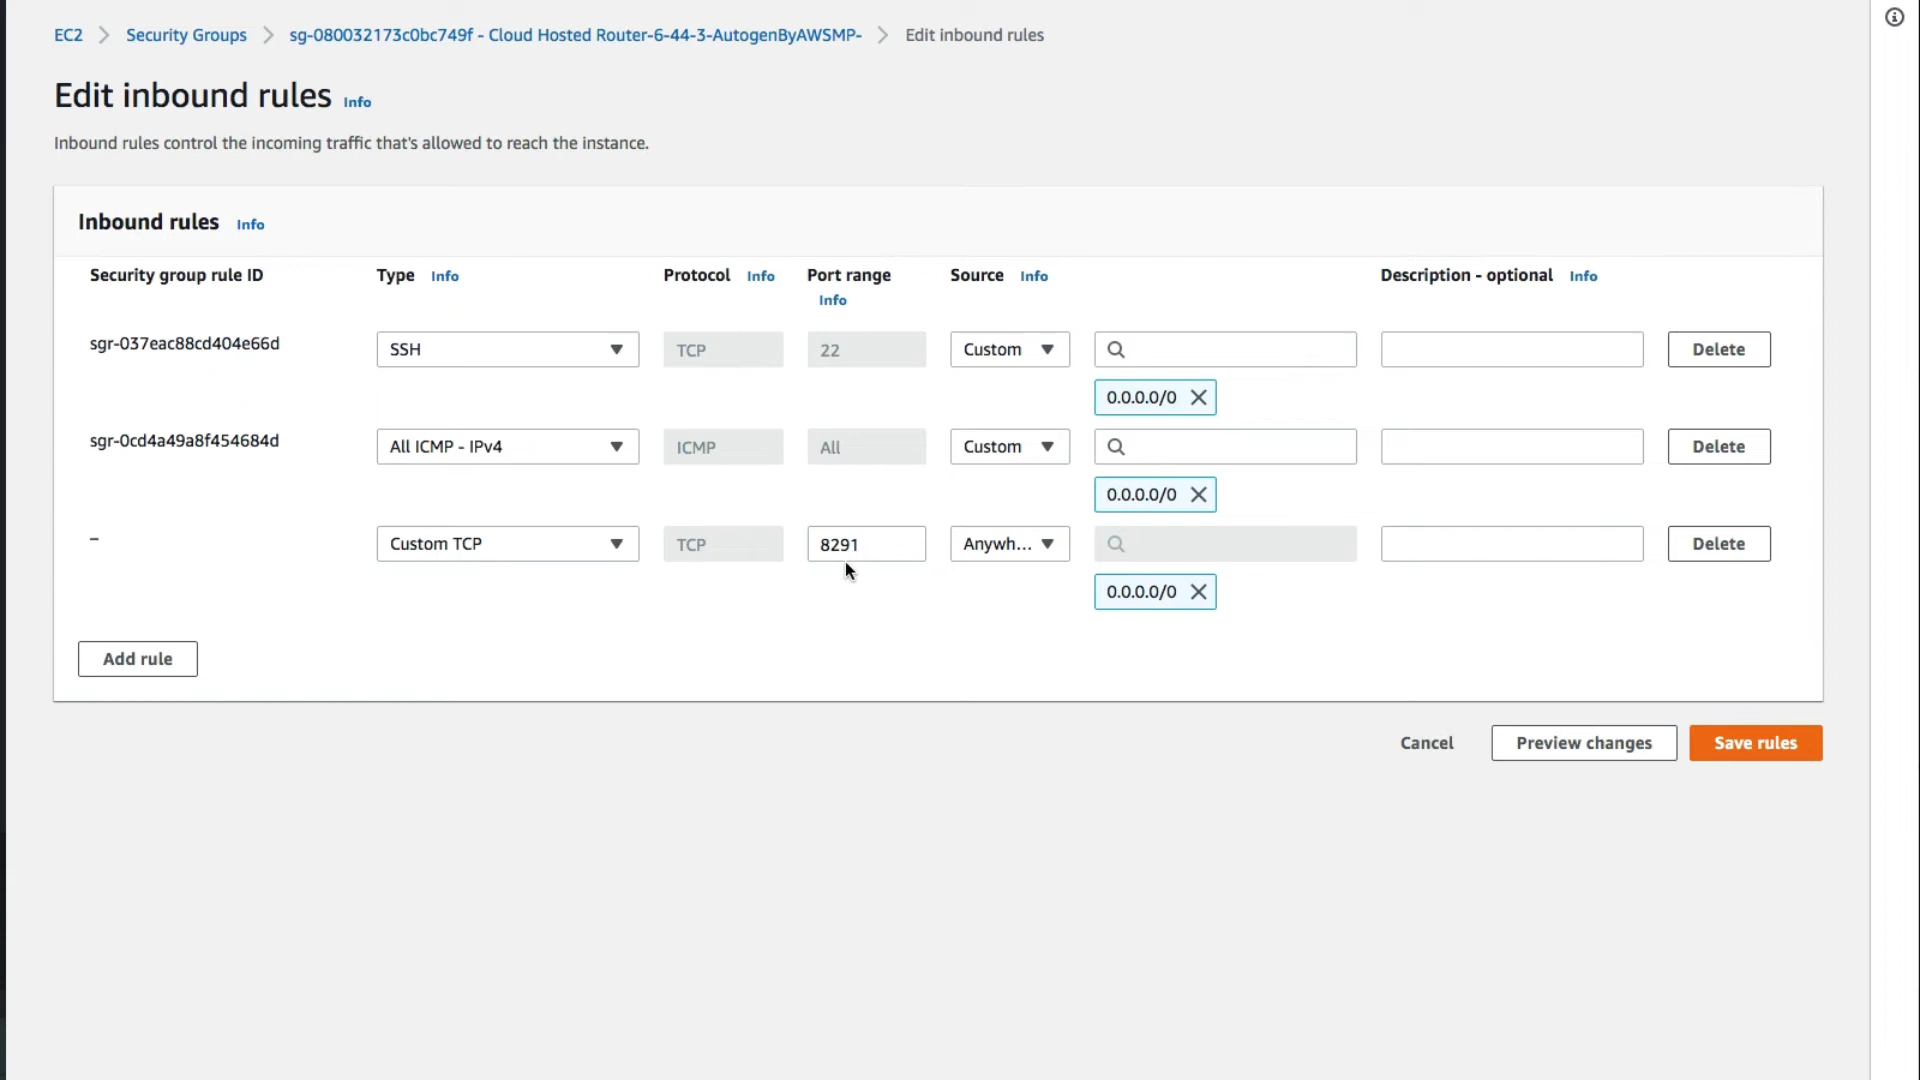 EC2 > Security Groups > sg-080032173c0bc749f - Cloud Hosted Router-6-44-3-AutogenByAWSMP- > Edit inbound rules
Edit inbound rules Info
Inbound rules control the incoming traffic that's allowed to reach the instance.
Inbound rules Info
Security group rule ID Type Info Protocol Info Port range Info Source Info Description - optional Info
sgr-037eac88cd404e66d SSH TCP 22 Custom Delete
0.0.0.0/0
sgr-0cd4a49a8f454684d All ICMP - IPv4 ICMP All Custom Delete
0.0.0.0/0
– Custom TCP TCP 8291 Anywh... Delete
0.0.0.0/0
Add rule
Cancel Preview changes Save rules